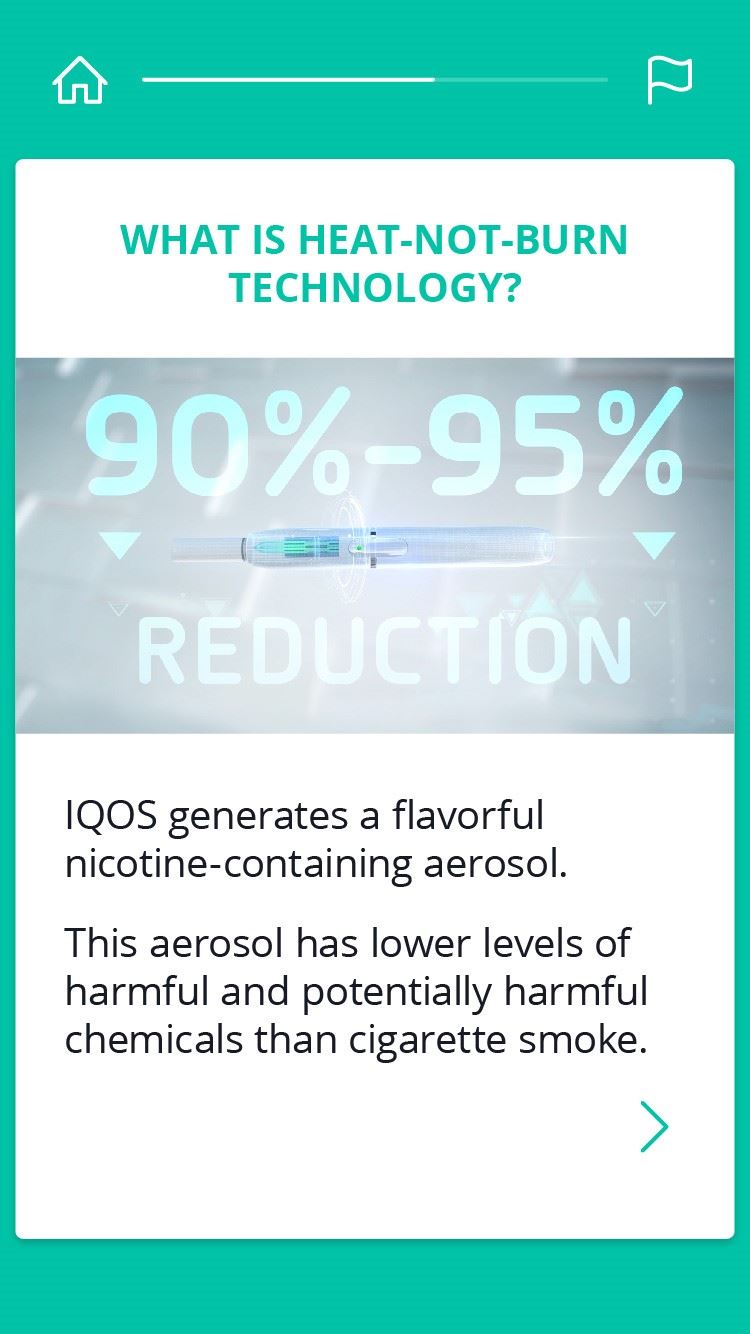 WHAT IS HEAT-NOT-BURN
TECHNOLOGY?
90%-95%
REDUCTION
IQOS generates a flavorful
nicotine-containing aerosol.
This aerosol has lower levels of
harmful and potentially harmful
chemicals than cigarette smoke.